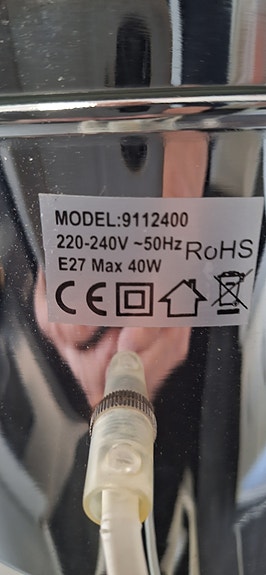 MODEL:9112400
220-240V ~50Hz RoHS
E27 Max 40W
CE